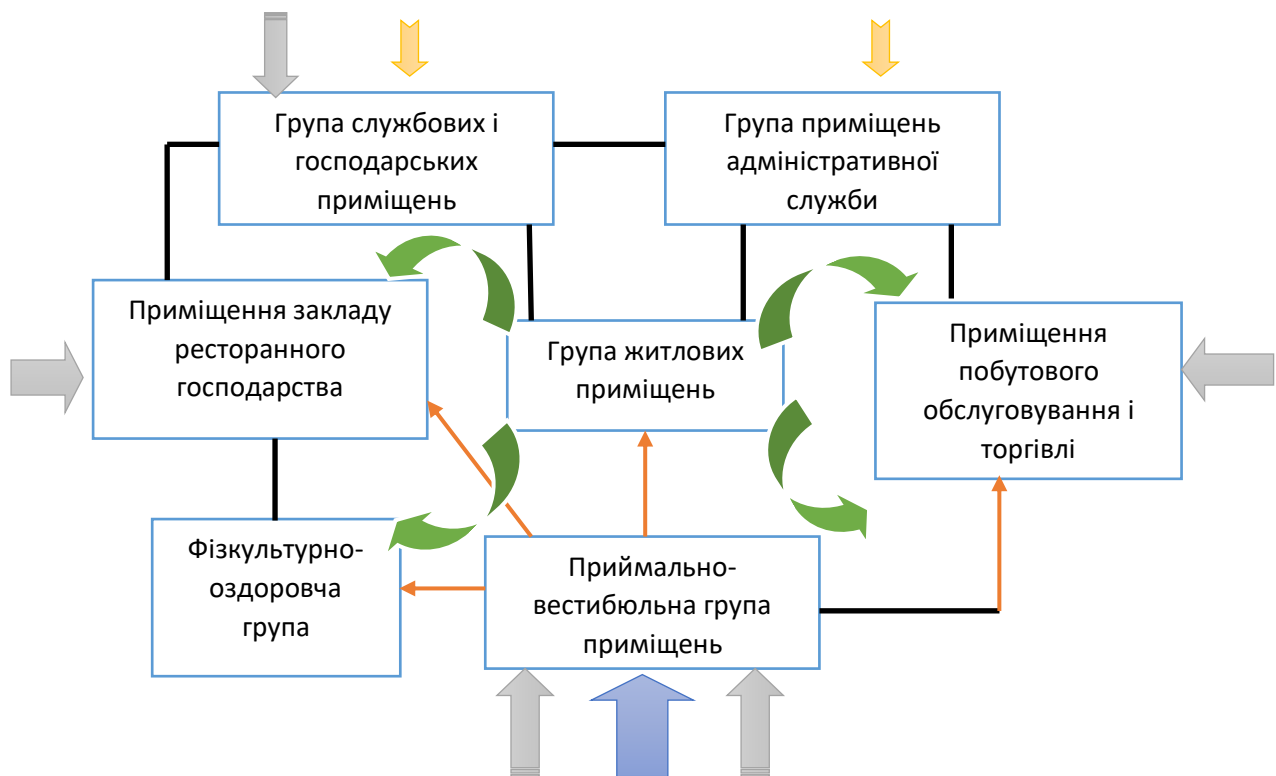 Група службових і
господарських
приміщень
Група приміщень
адміністративної
служби
Приміщення закладу
ресторанного
господарства
Група житлових
приміщень
Приміщення
побутового
обслуговування і
торгівлі
Фізкультурно-
оздоровча
група
Приймально-
вестибюльна група
приміщень